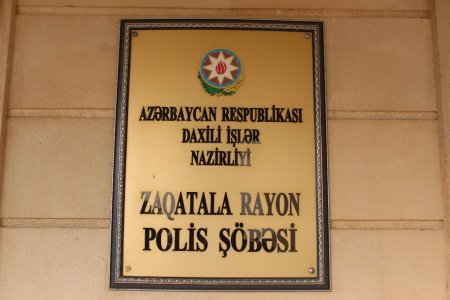 AZƏRBAYCAN RESPUBLİKASI
DAXİLİ İŞLƏR
NAZİRLİYİ
ZAQATALA RAYON
POLİS ŞÖBƏSİ